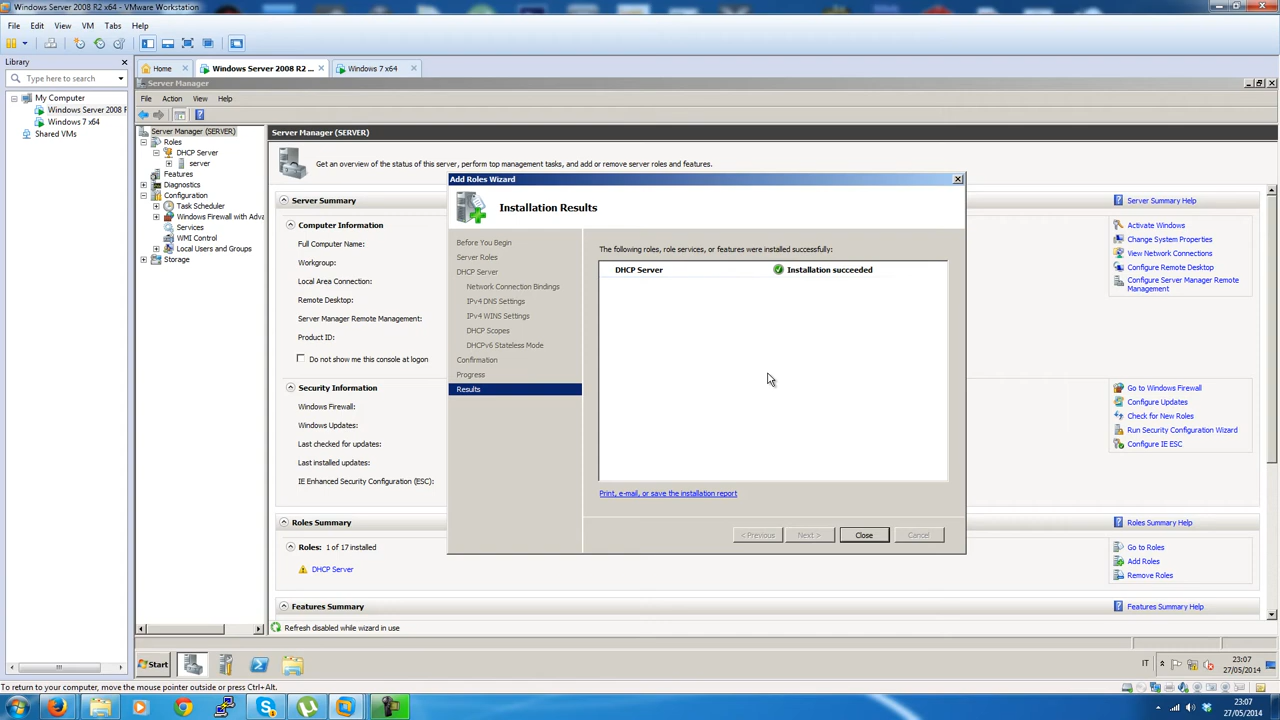 Windows Server 2008 R2 x64 - VMware Workstation
File Edit View VM Tabs Help
Library
Type here to search
My Computer
Windows Server 2008 R
Windows 7 x64
Shared VMs
Home
Windows Server 2008 R2 ...
Windows 7 x64
Server Manager
File Action View Help
Server Manager (SERVER)
Roles
DHCP Server
server
Features
Diagnostics
Configuration
Task Scheduler
Windows Firewall with Adva
Services
WMI Control
Local Users and Groups
Storage
Server Manager (SERVER)
Get an overview of the status of this server, perform top management tasks, and add or remove server roles and features.
Server Summary
Server Summary Help
Computer Information
Full Computer Name:
Workgroup:
Local Area Connection:
Remote Desktop:
Server Manager Remote Management:
Product ID:
Do not show me this console at logon
Activate Windows
Change System Properties
View Network Connections
Configure Remote Desktop
Configure Server Manager Remote
Management
Security Information
Windows Firewall:
Windows Updates:
Last checked for updates:
Last installed updates:
IE Enhanced Security Configuration (ESC):
Go to Windows Firewall
Configure Updates
Check for New Roles
Run Security Configuration Wizard
Configure IE ESC
Roles Summary
Roles Summary Help
Roles: 1 of 17 installed
DHCP Server
Go to Roles
Add Roles
Remove Roles
Features Summary
Features Summary Help
Refresh disabled while wizard in use
Add Roles Wizard
Installation Results
Before You Begin
Server Roles
DHCP Server
Network Connection Bindings
IPv4 DNS Settings
IPv4 WINS Settings
DHCP Scopes
DHCPv6 Stateless Mode
Confirmation
Progress
Results
The following roles, role services, or features were installed successfully:
DHCP Server Installation succeeded
Print, e-mail, or save the installation report
< Previous Next > Close Cancel
Start
IT
23:07
27/05/2014
To return to your computer, move the mouse pointer outside or press Ctrl+Alt.
23:07
27/05/2014